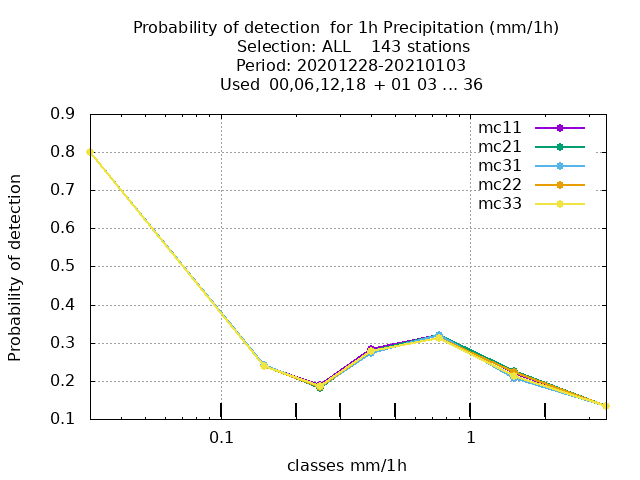 Probability of detection for 1h Precipitation (mm/1h)
Selection: ALL 143 stations
Period: 20201228-20210103
Used 00,06,12,18 + 01 03 ... 36
mc11
mc21
mc31
mc22
mc33
Probability of detection
0.9
0.8
0.7
0.6
0.5
0.4
0.3
0.2
0.1
0.1 1
classes mm/1h